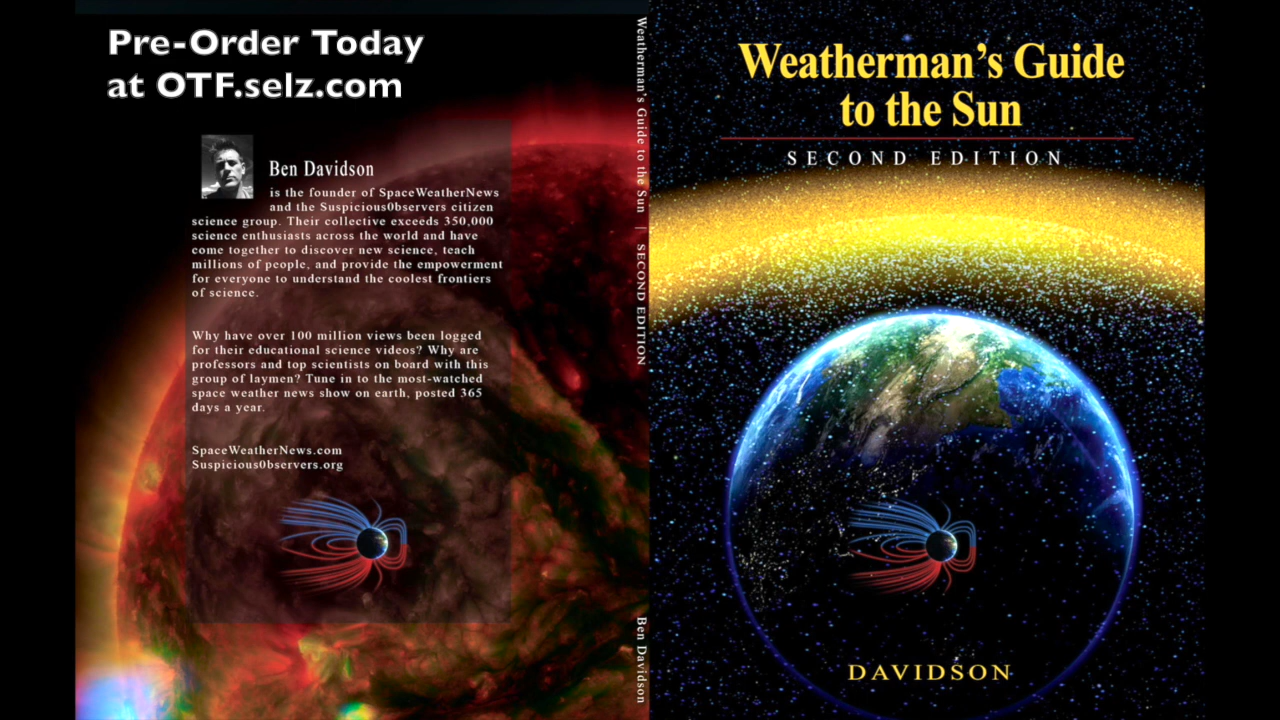 Pre-Order Today
at OTF.selz.com
Ben Davidson
is the founder of SpaceWeatherNews
and the Suspicious0bservers citizen
science group. Their collective exceeds 350,000
science enthusiasts across the world and have
come together to discover new science, teach
millions of people, and provide the empowerment
for everyone to understand the coolest frontiers
of science.
Why have over 100 million views been logged
for their educational science videos? Why are
professors and top scientists on board with this
group of laymen? Tune in to the most-watched
space weather news show on earth, posted 365
days a year.
SpaceWeatherNews.com
Suspicious0bservers.org
Weatherman's Guide to the Sun | SECOND EDITION
Ben Davidson
Weatherman's Guide
to the Sun
SECOND EDITION
DAVIDSON